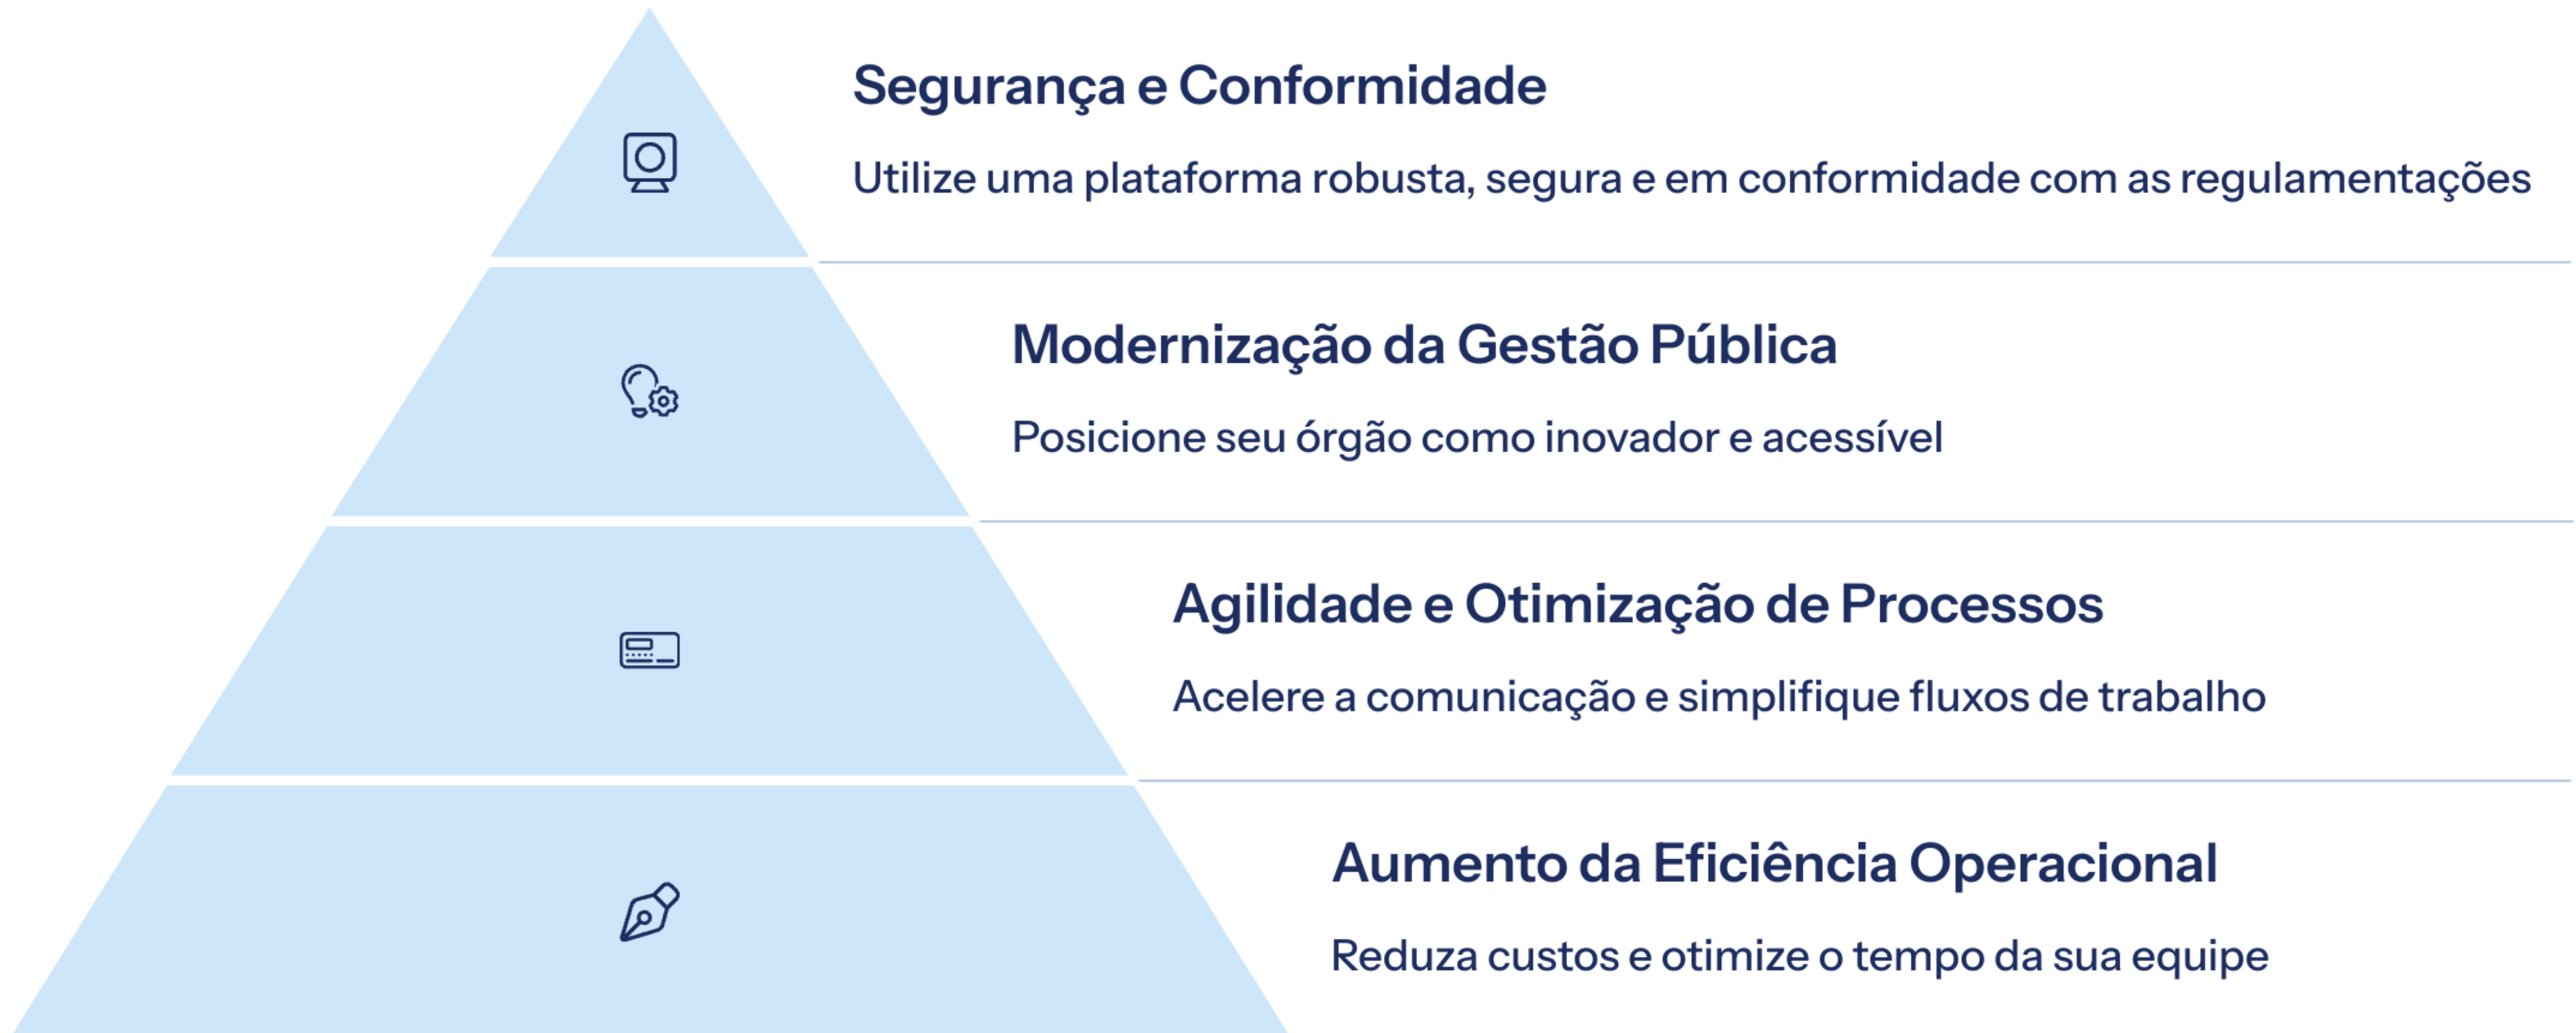 Segurança e Conformidade
Utilize uma plataforma robusta, segura e em conformidade com as regulamentações
Modernização da Gestão Pública
Posicione seu órgão como inovador e acessível
Agilidade e Otimização de Processos
Acelere a comunicação e simplifique fluxos de trabalho
Aumento da Eficiência Operacional
Reduza custos e otimize o tempo da sua equipe